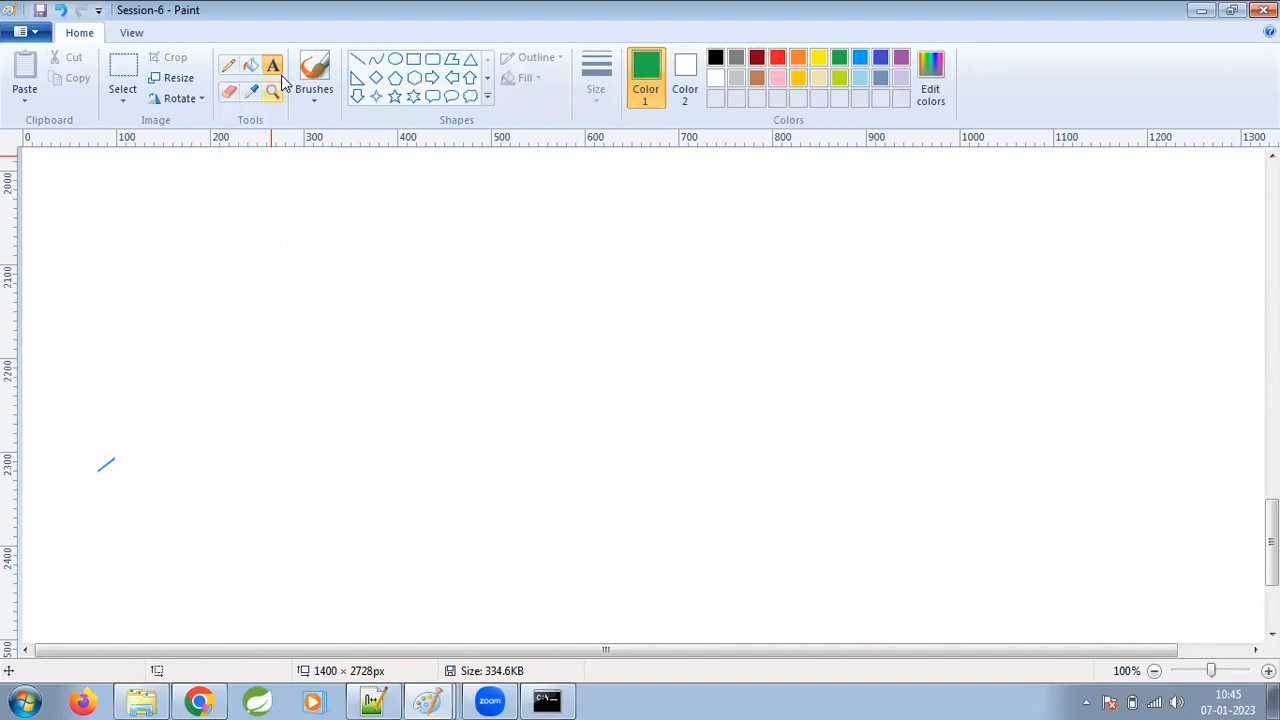 Session-6 - Paint
Home View
Paste
Clipboard
Cut
Copy
Select
Crop
Resize
Rotate
Image
A
Tools
Brushes
Shapes
Outline
Fill
Size
Color 1
Color 2
Edit colors
Colors
0 100 200 300 400 500 600 700 800 900 1000 1100 1200 1300
2000
2100
2200
2300
2400
500
1400 × 2728px
Size: 334.6KB
100%
zoom
C:\.
10:45
07-01-2023